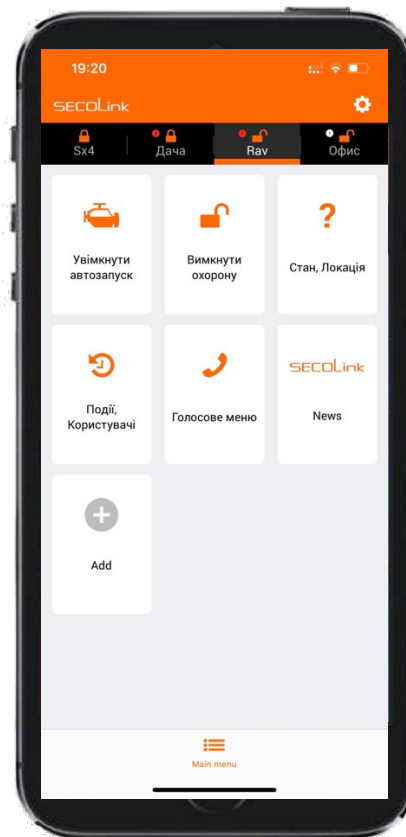 19:20
SECOLink
Sx4
Дача
Rav
Офис
Увімкнути
автозапуск
Вимкнути
охорону
Стан, Локація
Події,
Користувачі
Голосове меню
SECOLink
News
Add
Main menu